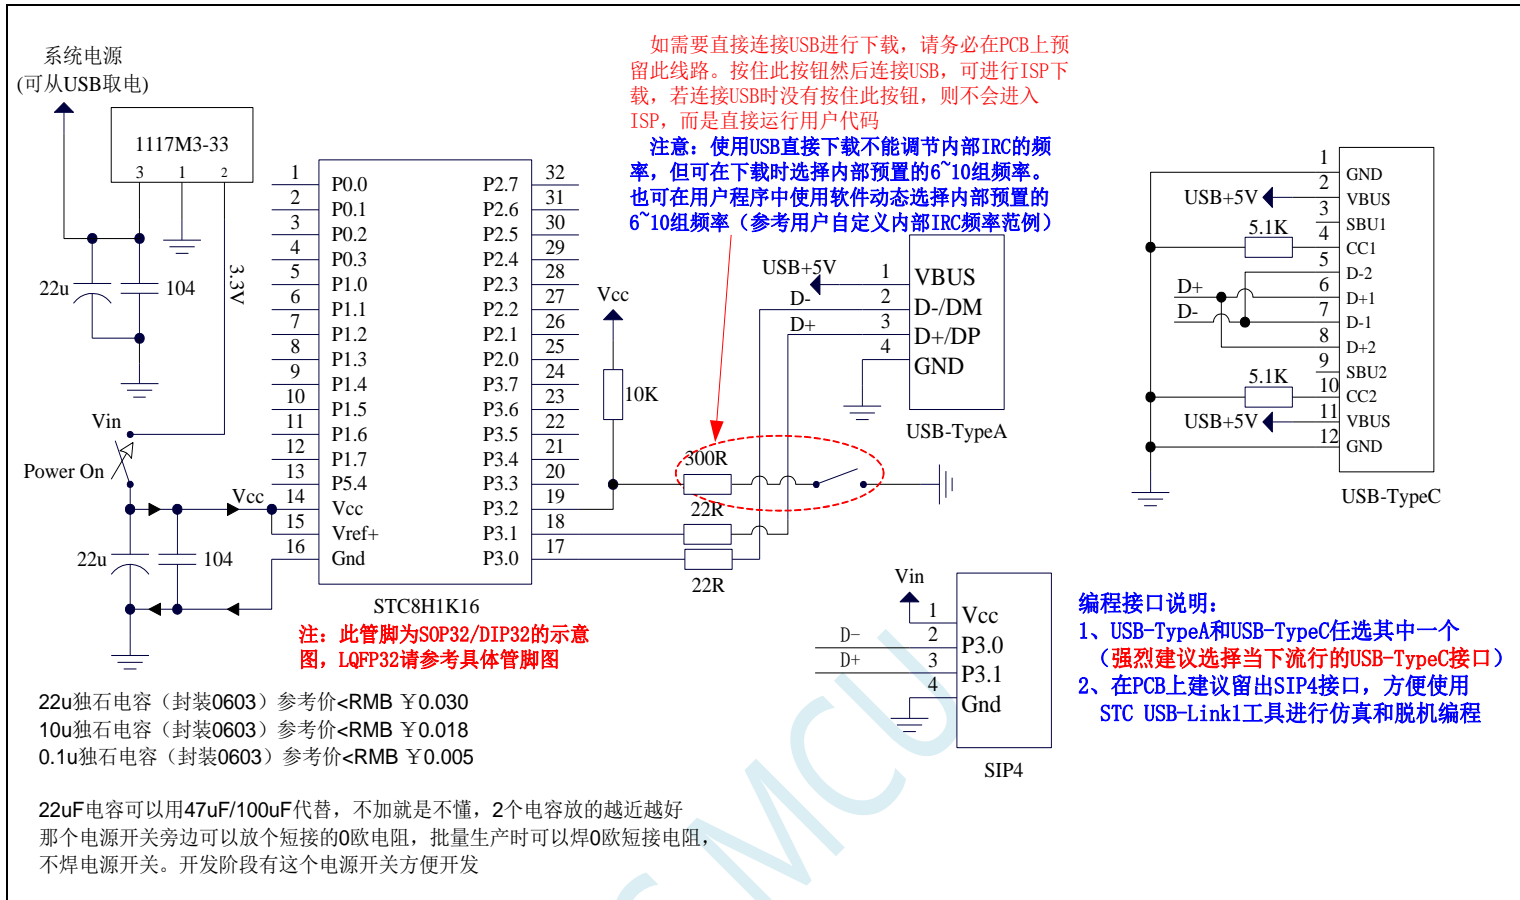 系统电源
(可从USB取电)
1117M3-33
3 1 2
22u
104
3.3V
Vin
Power On
Vcc
22u
104
1 P0.0
2 P0.1
3 P0.2
4 P0.3
5 P1.0
6 P1.1
7 P1.2
8 P1.3
9 P1.4
10 P1.5
11 P1.6
12 P1.7
13 P5.4
14 Vcc
15 Vref+
16 Gnd
P2.7 32
P2.6 31
P2.5 30
P2.4 29
P2.3 28
P2.2 27
P2.1 26
P2.0 25
P3.7 24
P3.6 23
P3.5 22
P3.4 21
P3.3 20
P3.2 19
P3.1 18
P3.0 17
STC8H1K16
注：此管脚为SOP32/DIP32的示意
图，LQFP32请参考具体管脚图
如需要直接连接USB进行下载，请务必在PCB上预
留此线路。按住此按钮然后连接USB，可进行ISP下
载，若连接USB时没有按住此按钮，则不会进入
ISP，而是直接运行用户代码
注意：使用USB直接下载不能调节内部IRC的频
率，但可在下载时选择内部预置的6~10组频率。
也可在用户程序中使用软件动态选择内部预置的
6~10组频率（参考用户自定义内部IRC频率范例）
Vcc
10K
300R
22R
22R
USB+5V
D-
D+
1 VBUS
2 D-/DM
3 D+/DP
4 GND
USB-TypeA
USB+5V
5.1K
D+
D-
5.1K
USB+5V
1 GND
2 VBUS
3 SBU1
4 CC1
5 D-2
6 D+1
7 D-1
8 D+2
9 SBU2
10 CC2
11 VBUS
12 GND
USB-TypeC
Vin
D-
D+
1 Vcc
2 P3.0
3 P3.1
4 Gnd
SIP4
编程接口说明：
1、USB-TypeA和USB-TypeC任选其中一个
（强烈建议选择当下流行的USB-TypeC接口）
2、在PCB上建议留出SIP4接口，方便使用
STC USB-Link1工具进行仿真和脱机编程
22u独石电容（封装0603）参考价<RMB ￥0.030
10u独石电容（封装0603）参考价<RMB ￥0.018
0.1u独石电容（封装0603）参考价<RMB ￥0.005
22uF电容可以用47uF/100uF代替，不加就是不懂，2个电容放的越近越好
那个电源开关旁边可以放个短接的0欧电阻，批量生产时可以焊0欧短接电阻，
不焊电源开关。开发阶段有这个电源开关方便开发
MCU